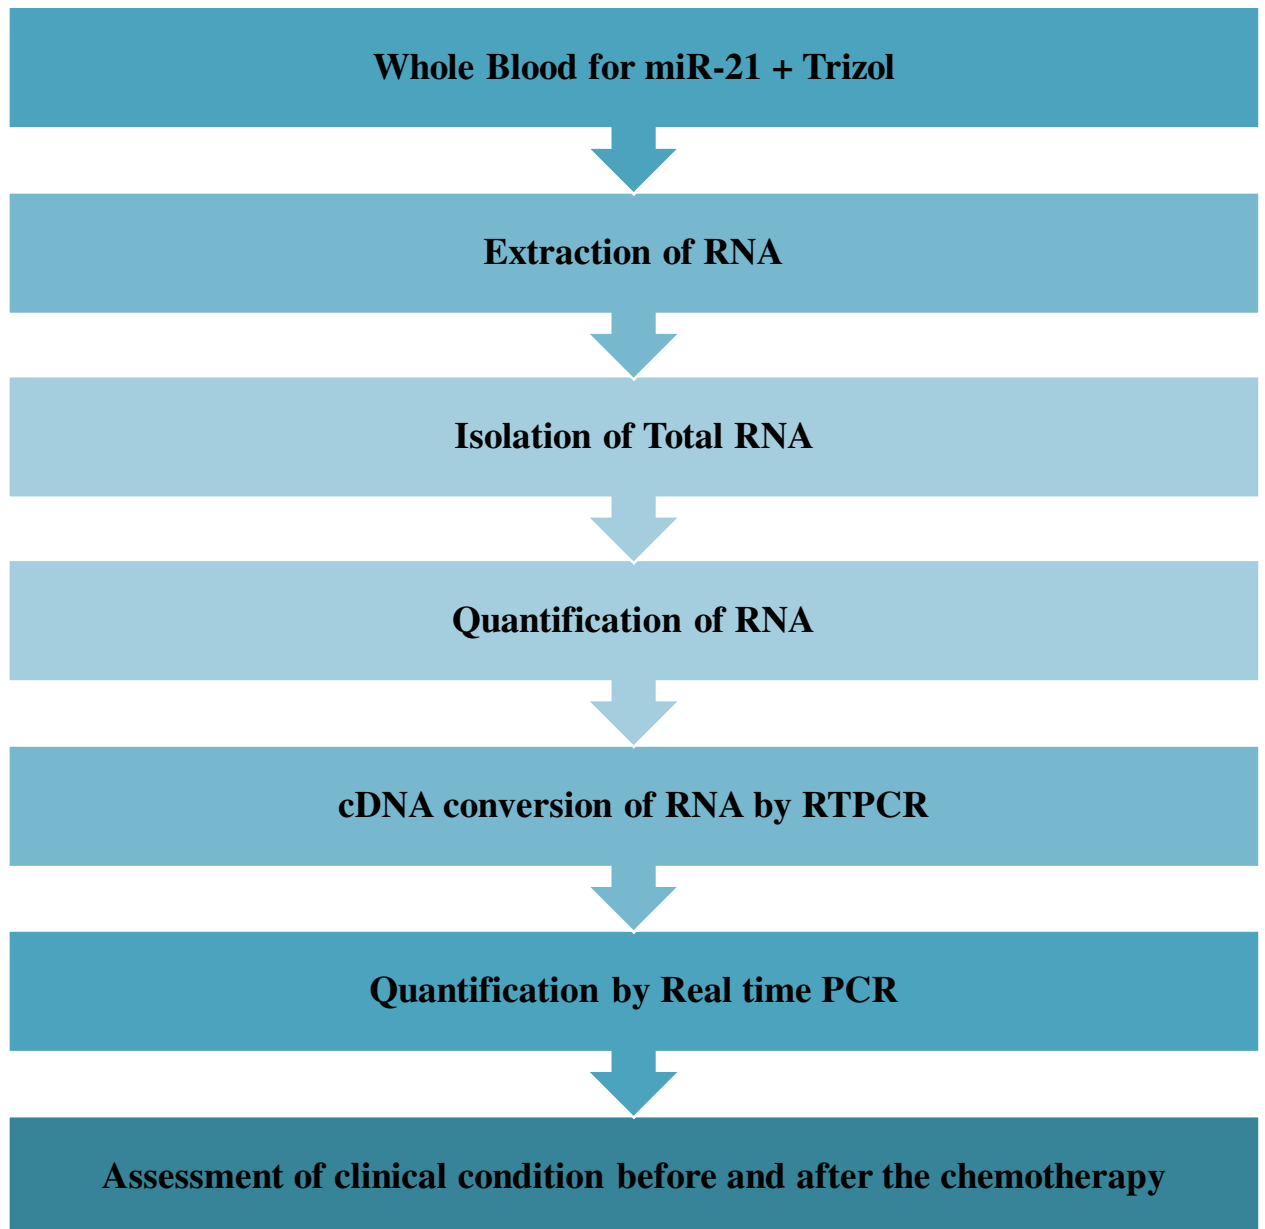 Whole Blood for miR-21 + Trizol
Extraction of RNA
Isolation of Total RNA
Quantification of RNA
cDNA conversion of RNA by RTPCR
Quantification by Real time PCR
Assessment of clinical condition before and after the chemotherapy